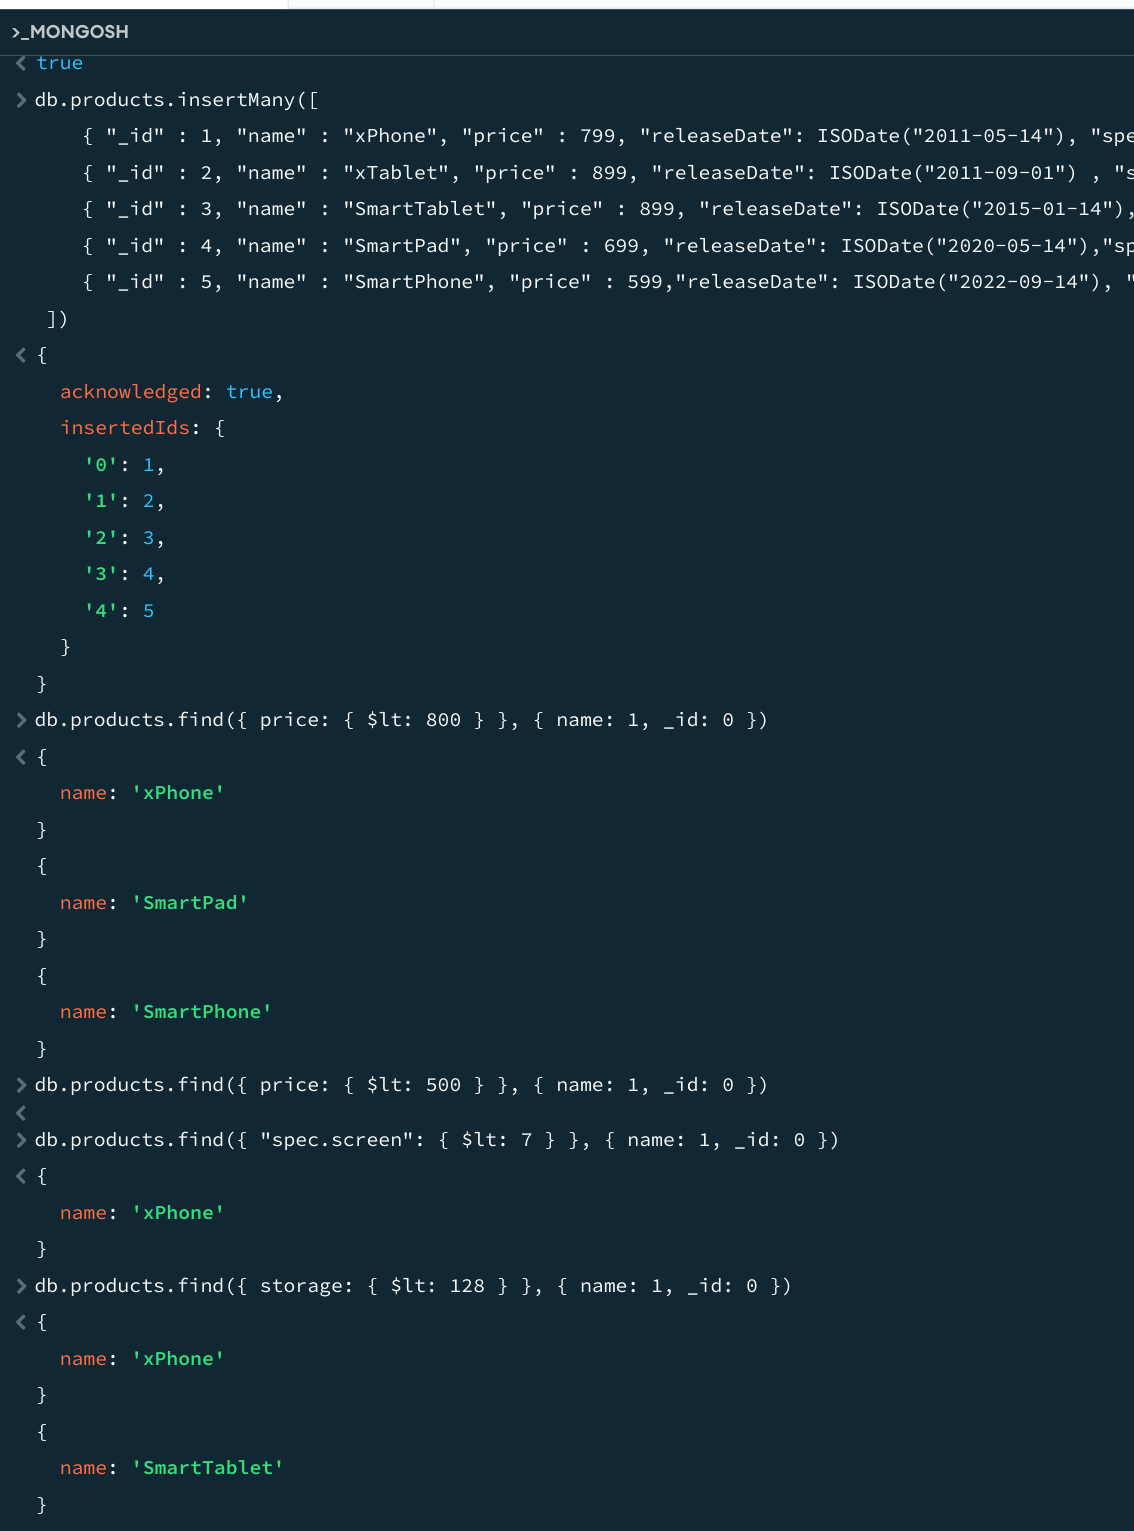 >_MONGOSH
true
db.products.insertMany([
{ "_id" : 1, "name" : "xPhone", "price" : 799, "releaseDate": ISODate("2011-05-14"), "spe
{ "_id" : 2, "name" : "xTablet", "price" : 899, "releaseDate": ISODate("2011-09-01") , "s
{ "_id" : 3, "name" : "SmartTablet", "price" : 899, "releaseDate": ISODate("2015-01-14"),
{ "_id" : 4, "name" : "SmartPad", "price" : 699, "releaseDate": ISODate("2020-05-14"),"sp
{ "_id" : 5, "name" : "SmartPhone", "price" : 599,"releaseDate": ISODate("2022-09-14"), "
])
{
acknowledged: true,
insertedIds: {
'0': 1,
'1': 2,
'2': 3,
'3': 4,
'4': 5
}
}
db.products.find({ price: { $lt: 800 } }, { name: 1, _id: 0 })
{
name: 'xPhone'
}
{
name: 'SmartPad'
}
{
name: 'SmartPhone'
}
db.products.find({ price: { $lt: 500 } }, { name: 1, _id: 0 })
db.products.find({ "spec.screen": { $lt: 7 } }, { name: 1, _id: 0 })
{
name: 'xPhone'
}
db.products.find({ storage: { $lt: 128 } }, { name: 1, _id: 0 })
{
name: 'xPhone'
}
{
name: 'SmartTablet'
}